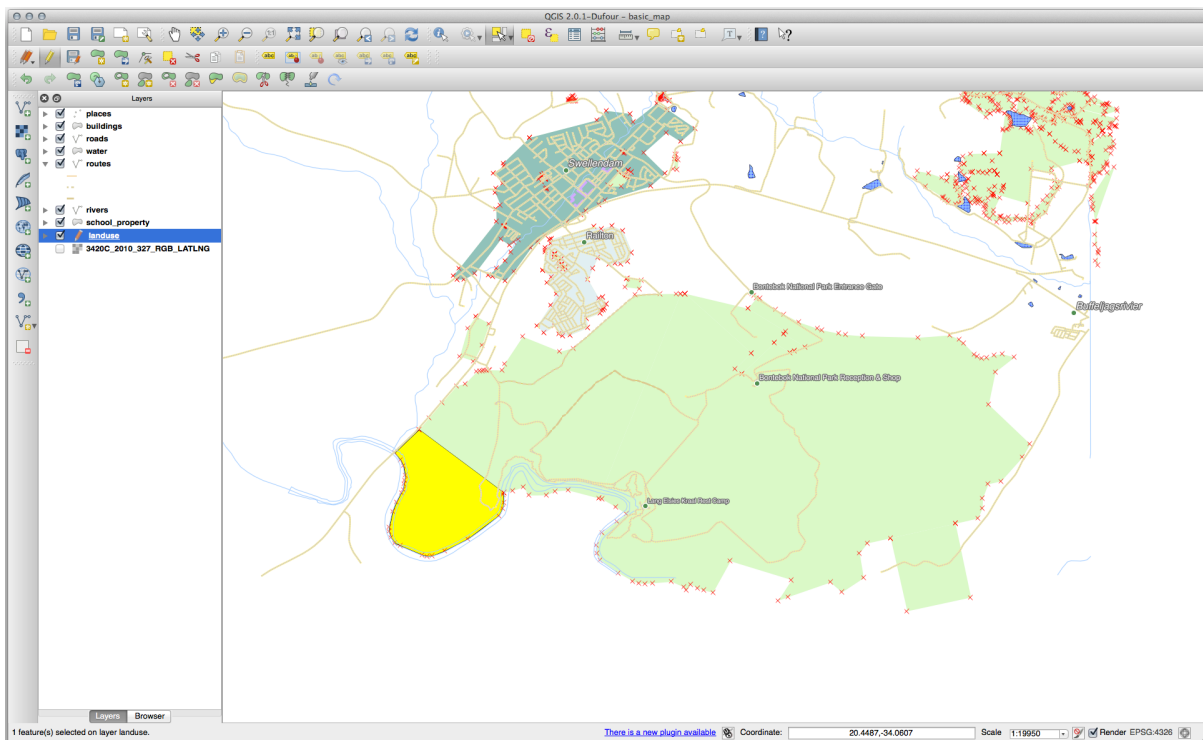 QGIS 2.0.1-Dufour - basic_map
Layers
places
buildings
roads
water
routes
rivers
school_property
landuse
3420C_2010_327_RGB_LATLNG
Swellendam
Railton
Bontebok National Park Entrance Gate
Buffeljagsrivier
Bontebok National Park Reception & Shop
Lang Elsies Kraal Rest Camp
Layers Browser
1 feature(s) selected on layer landuse. There is a new plugin available Coordinate: 20.4487,-34.0607 Scale 1:19950 Render EPSG:4326